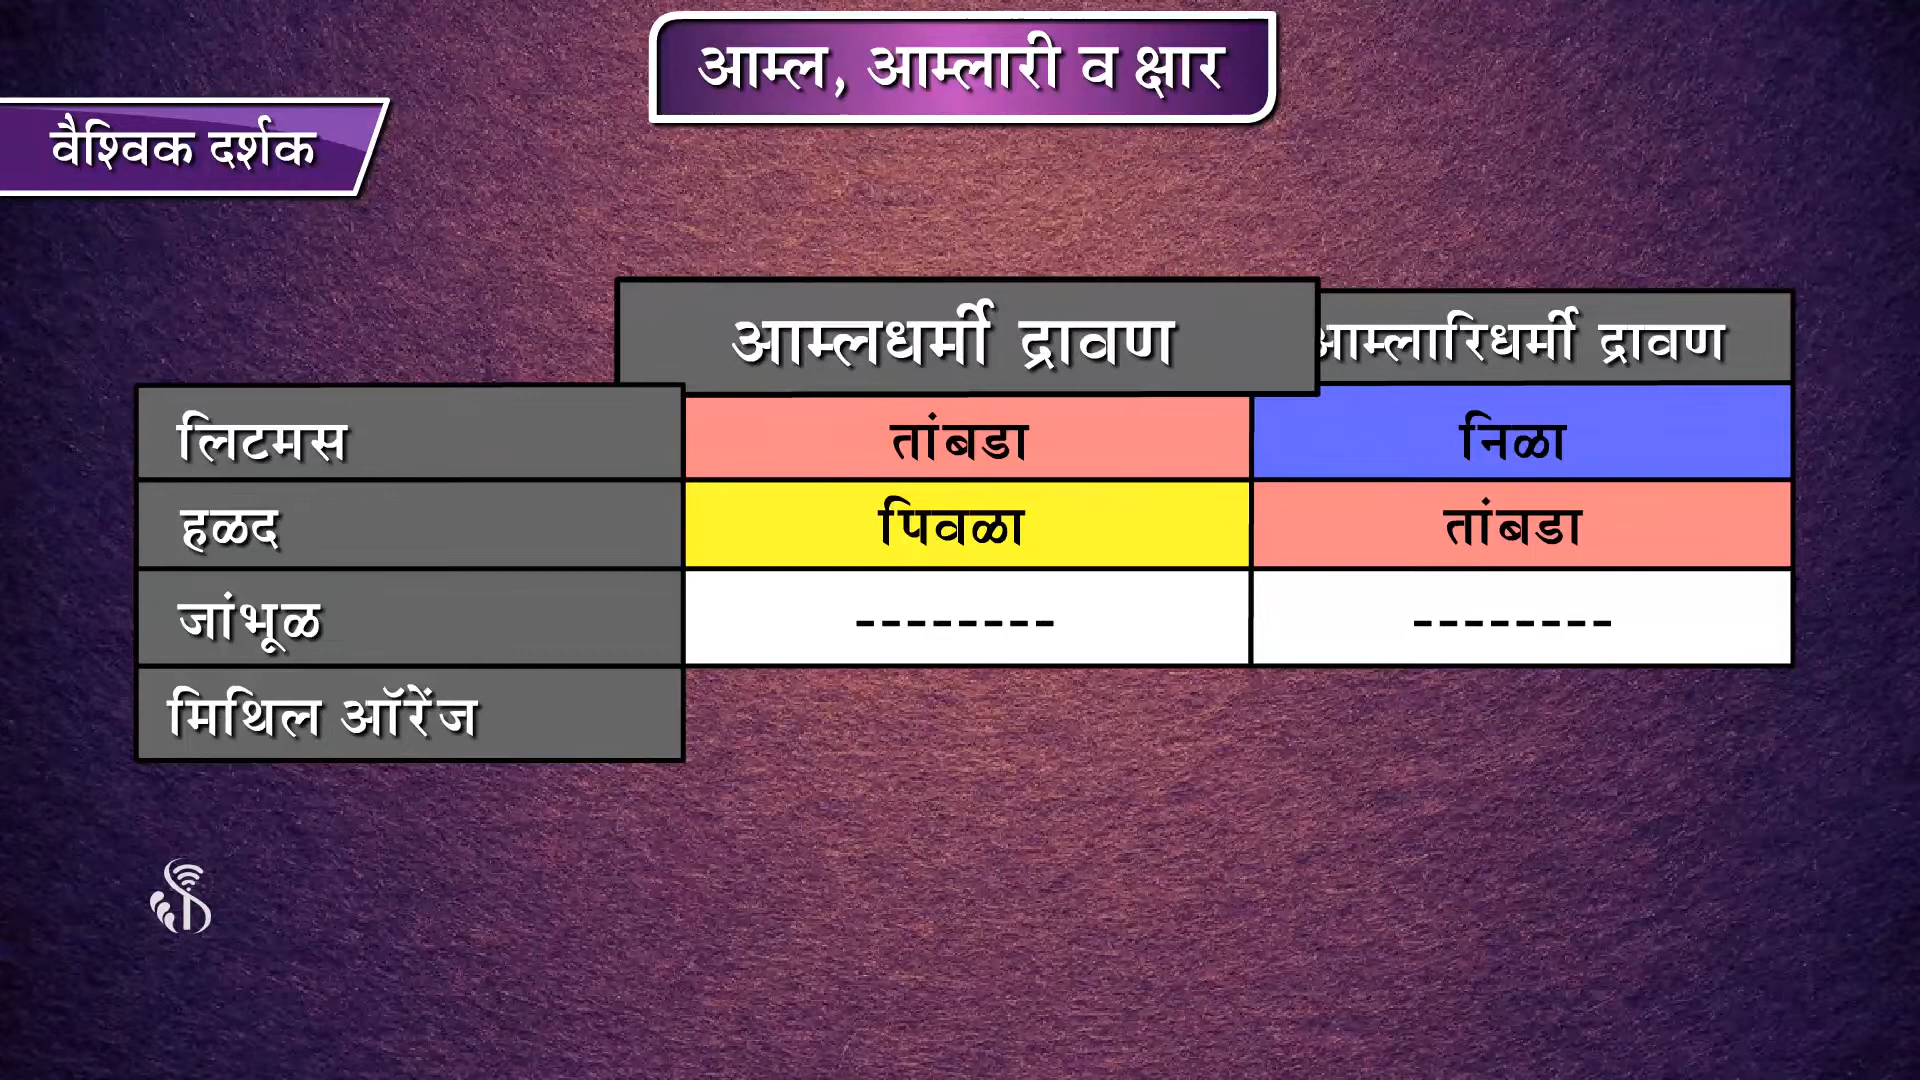 आम्ल, आम्लारी व क्षार
वैश्विक दर्शक
आम्लधर्मी द्रावण आम्लारिधर्मी द्रावण
लिटमस तांबडा निळा
हळद पिवळा तांबडा
जांभूळ -------- --------
मिथिल ऑरेंज